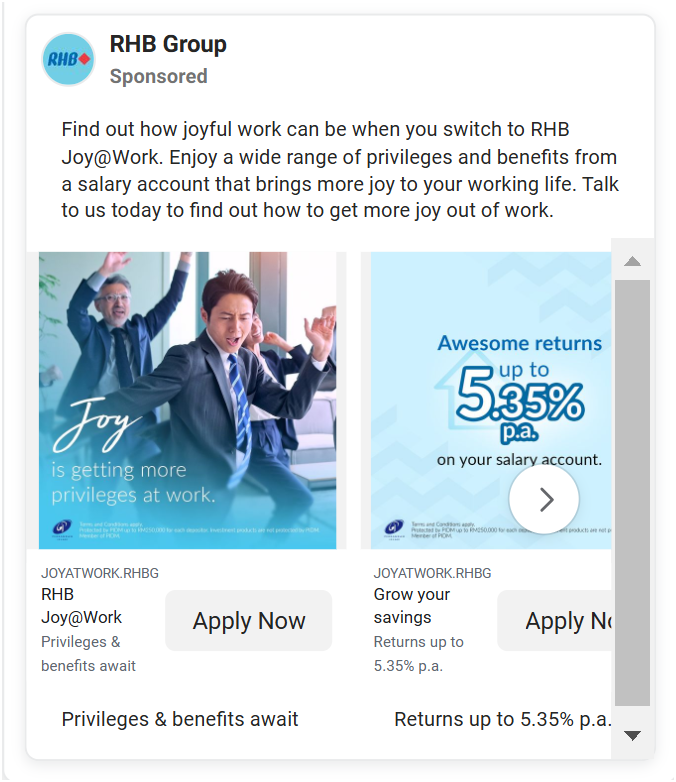 RHB
RHB Group
Sponsored
Find out how joyful work can be when you switch to RHB
Joy@Work. Enjoy a wide range of privileges and benefits from
a salary account that brings more joy to your working life. Talk
to us today to find out how to get more joy out of work.
Joy
is getting more
privileges at work.
Terms and Conditions apply.
Protected by PIDM up to RM250,000 for each depositor. Investment products are not protected by PIDM.
Member of PIDM.
JOYATWORK.RHBG
RHB
Joy@Work
Privileges &
benefits await
Apply Now
Privileges & benefits await
Awesome returns
up to
5.35%
p.a.
on your salary account.
Terms and Conditions apply.
Protected by PIDM up to RM250,000 for each
products are not p
Member of PIDM.
JOYATWORK.RHBG
Grow your
savings
Returns up to
5.35% p.a.
Apply No
Returns up to 5.35% p.a.